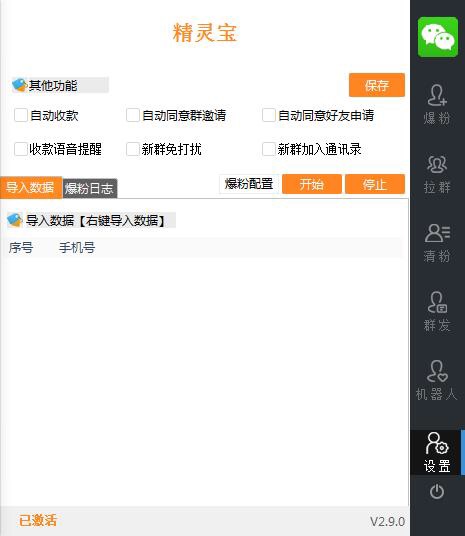 精灵宝
其他功能
保存
自动收款 自动同意群邀请 自动同意好友申请
收款语音提醒 新群免打扰 新群加入通讯录
导入数据 爆粉日志 爆粉配置 开始 停止
导入数据【右键导入数据】
序号 手机号
已激活 V2.9.0
爆粉
拉群
清粉
群发
机器人
设置